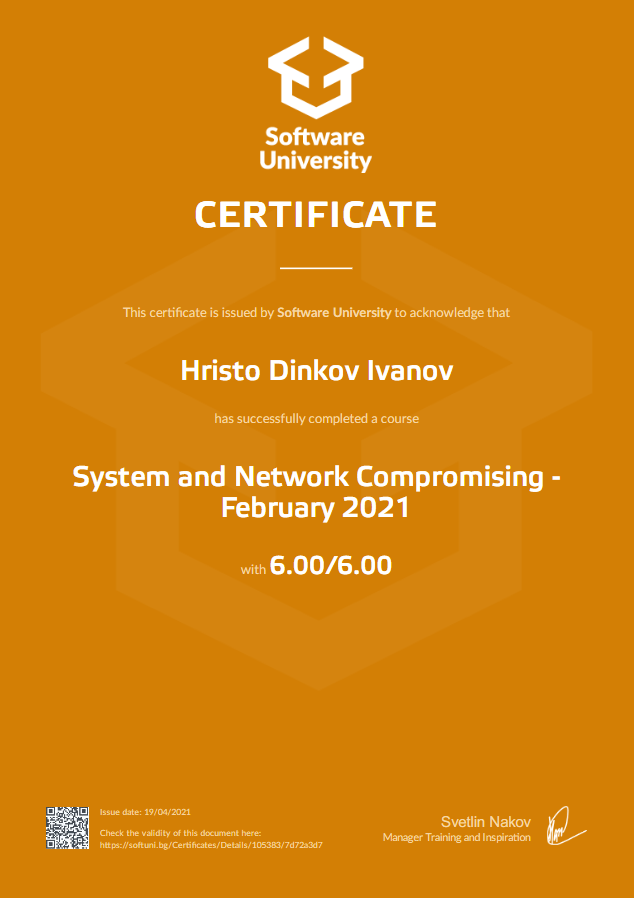 Software
University
CERTIFICATE
This certificate is issued by Software University to acknowledge that
Hristo Dinkov Ivanov
has successfully completed a course
System and Network Compromising -
February 2021
with 6.00/6.00
Issue date: 19/04/2021
Check the validity of this document here:
https://softuni.bg/Certificates/Details/105383/7d72a3d7
Svetlin Nakov
Manager Training and Inspiration